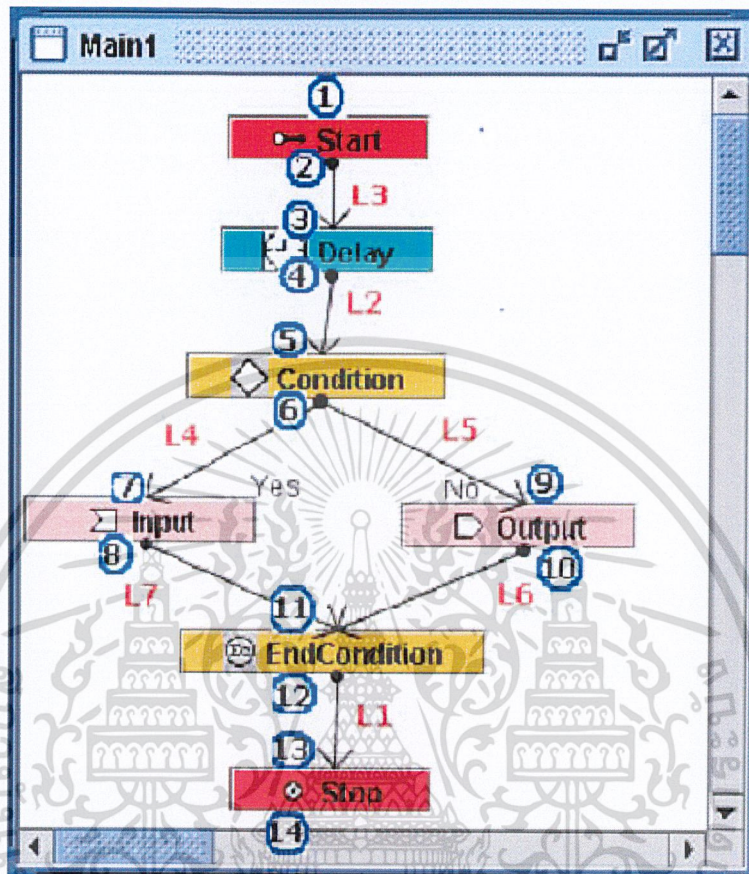 Main1
1
Start
2
L3
3
Delay
4
L2
5
Condition
6
L4
L5
7
Yes
No
9
Input
Output
8
10
L7
L6
11
EndCondition
12
L1
13
Stop
14